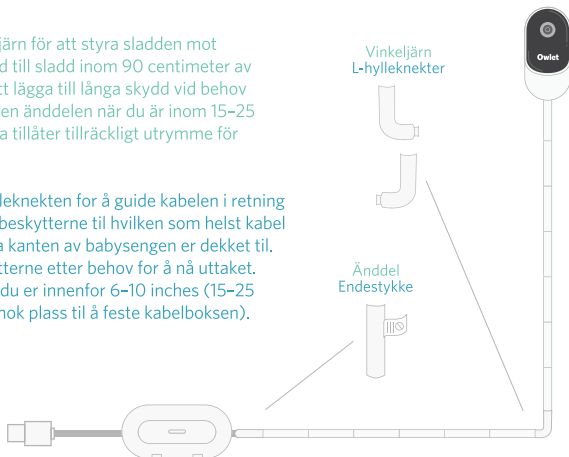 järn för att styra sladden mot
d till sladd inom 90 centimeter av
tt lägga till långa skydd vid behov
en änddelen när du är inom 15–25
a tillåter tillräckligt utrymme för
leknekten for å guide kabelen i retning
beskytterne til hvilken som helst kabel
a kanten av babysengen er dekket til.
tterne etter behov for å nå uttaket.
du er innenfor 6–10 inches (15–25
nok plass til å feste kabelboksen).
Vinkeljärn
L-hylleknekter
Änddel
Endestykke
Owlet